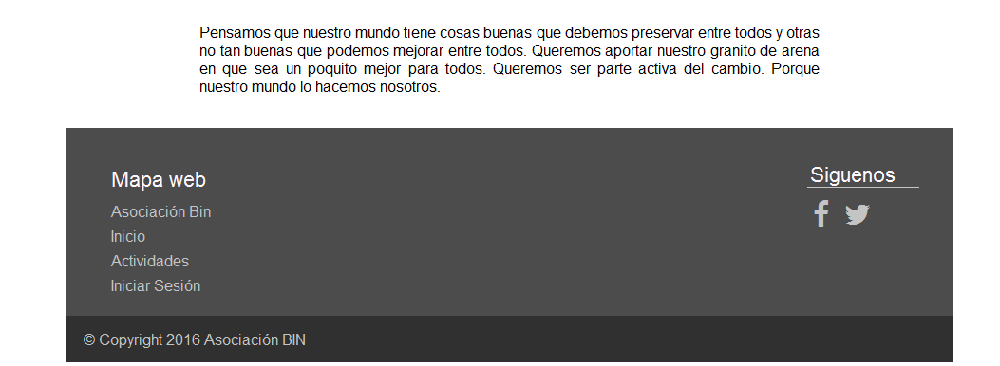 Pensamos que nuestro mundo tiene cosas buenas que debemos preservar entre todos y otras
no tan buenas que podemos mejorar entre todos. Queremos aportar nuestro granito de arena
en que sea un poquito mejor para todos. Queremos ser parte activa del cambio. Porque
nuestro mundo lo hacemos nosotros.
Mapa web
Asociación Bin
Inicio
Actividades
Iniciar Sesión
Siguenos
© Copyright 2016 Asociación BIN